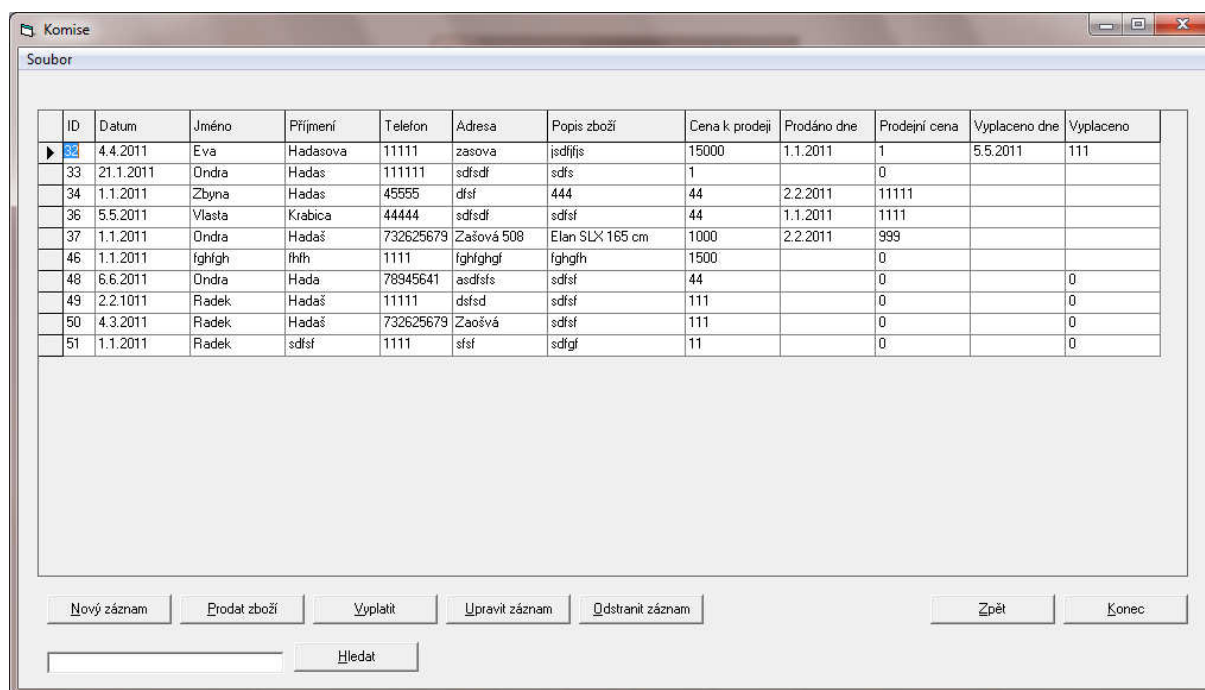 Komise
Soubor
ID Datum Jméno Příjmení Telefon Adresa Popis zboží Cena k prodeji Prodáno dne Prodejní cena Vyplaceno dne Vyplaceno
32 4.4.2011 Eva Hadasova 11111 zasova jsdfjfjs 15000 1.1.2011 1 5.5.2011 111
33 21.1.2011 Ondra Hadas 111111 sdfsdf sdfs 1 0
34 1.1.2011 Zbyna Hadas 45555 dfsf 444 44 2.2.2011 11111
36 5.5.2011 Vlasta Krabica 44444 sdfsdf sdfsf 44 1.1.2011 1111
37 1.1.2011 Ondra Hadaš 732625679 Zašová 508 Elan SLX 165 cm 1000 2.2.2011 999
46 1.1.2011 fghfgh fhfh 1111 fghfghgf fghgfh 1500 0
48 6.6.2011 Ondra Hada 78945641 asdfsfs sdfsf 44 0 0
49 2.2.1011 Radek Hadaš 11111 dsfsd sdfsf 111 0 0
50 4.3.2011 Radek Hadaš 732625679 Zaošvá sdfsf 111 0 0
51 1.1.2011 Radek sdfsf 1111 sfsf sdfgf 11 0 0
Nový záznam Prodat zboží Vyplatit Upravit záznam Odstranit záznam Zpět Konec
Hledat